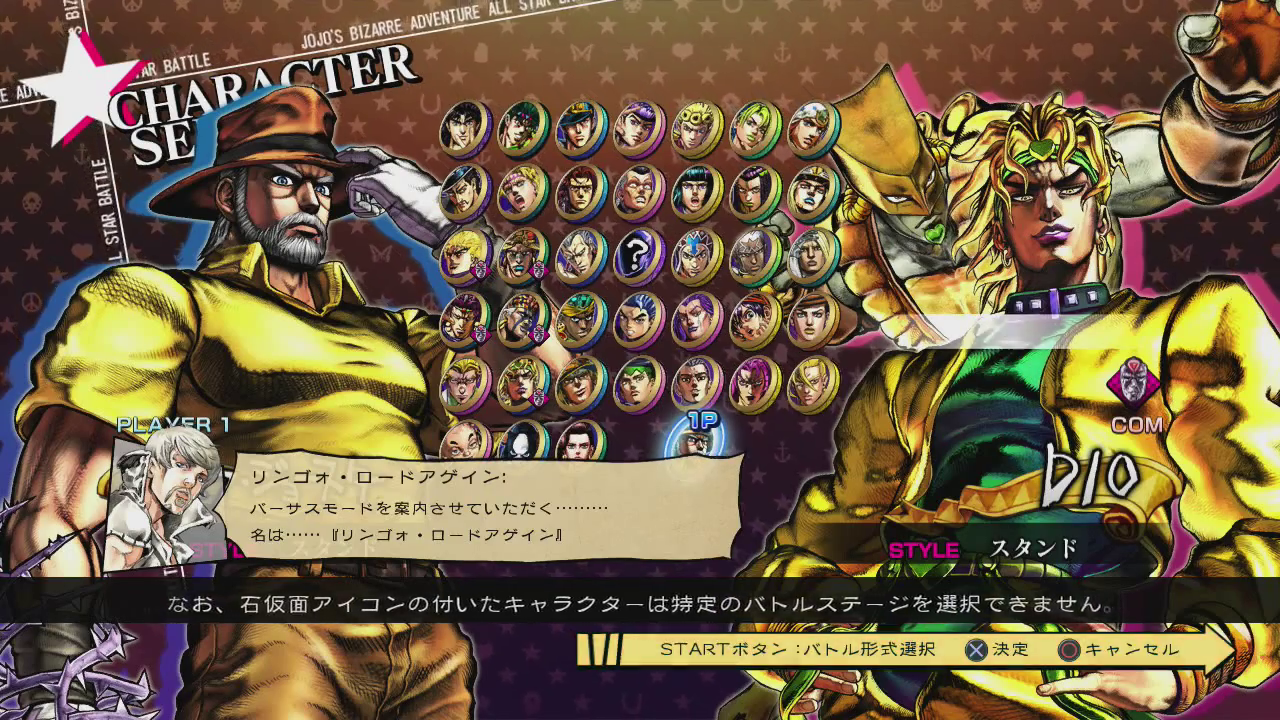 JOJO'S BIZARRE ADVENTURE ALL STAR
STAR BATTLE
CHARACTER
SE
STAR BATTLE
PLAYER 1
1P
COM
DIO
STYLE スタンド
リンゴォ・ロードアゲイン:
バーサスモードを案内させていただく………
名は……『リンゴォ・ロードアゲイン』
なお、石仮面アイコンの付いたキャラクターは特定のバトルステージを選択できません。
STARTボタン:バトル形式選択 決定 キャンセル